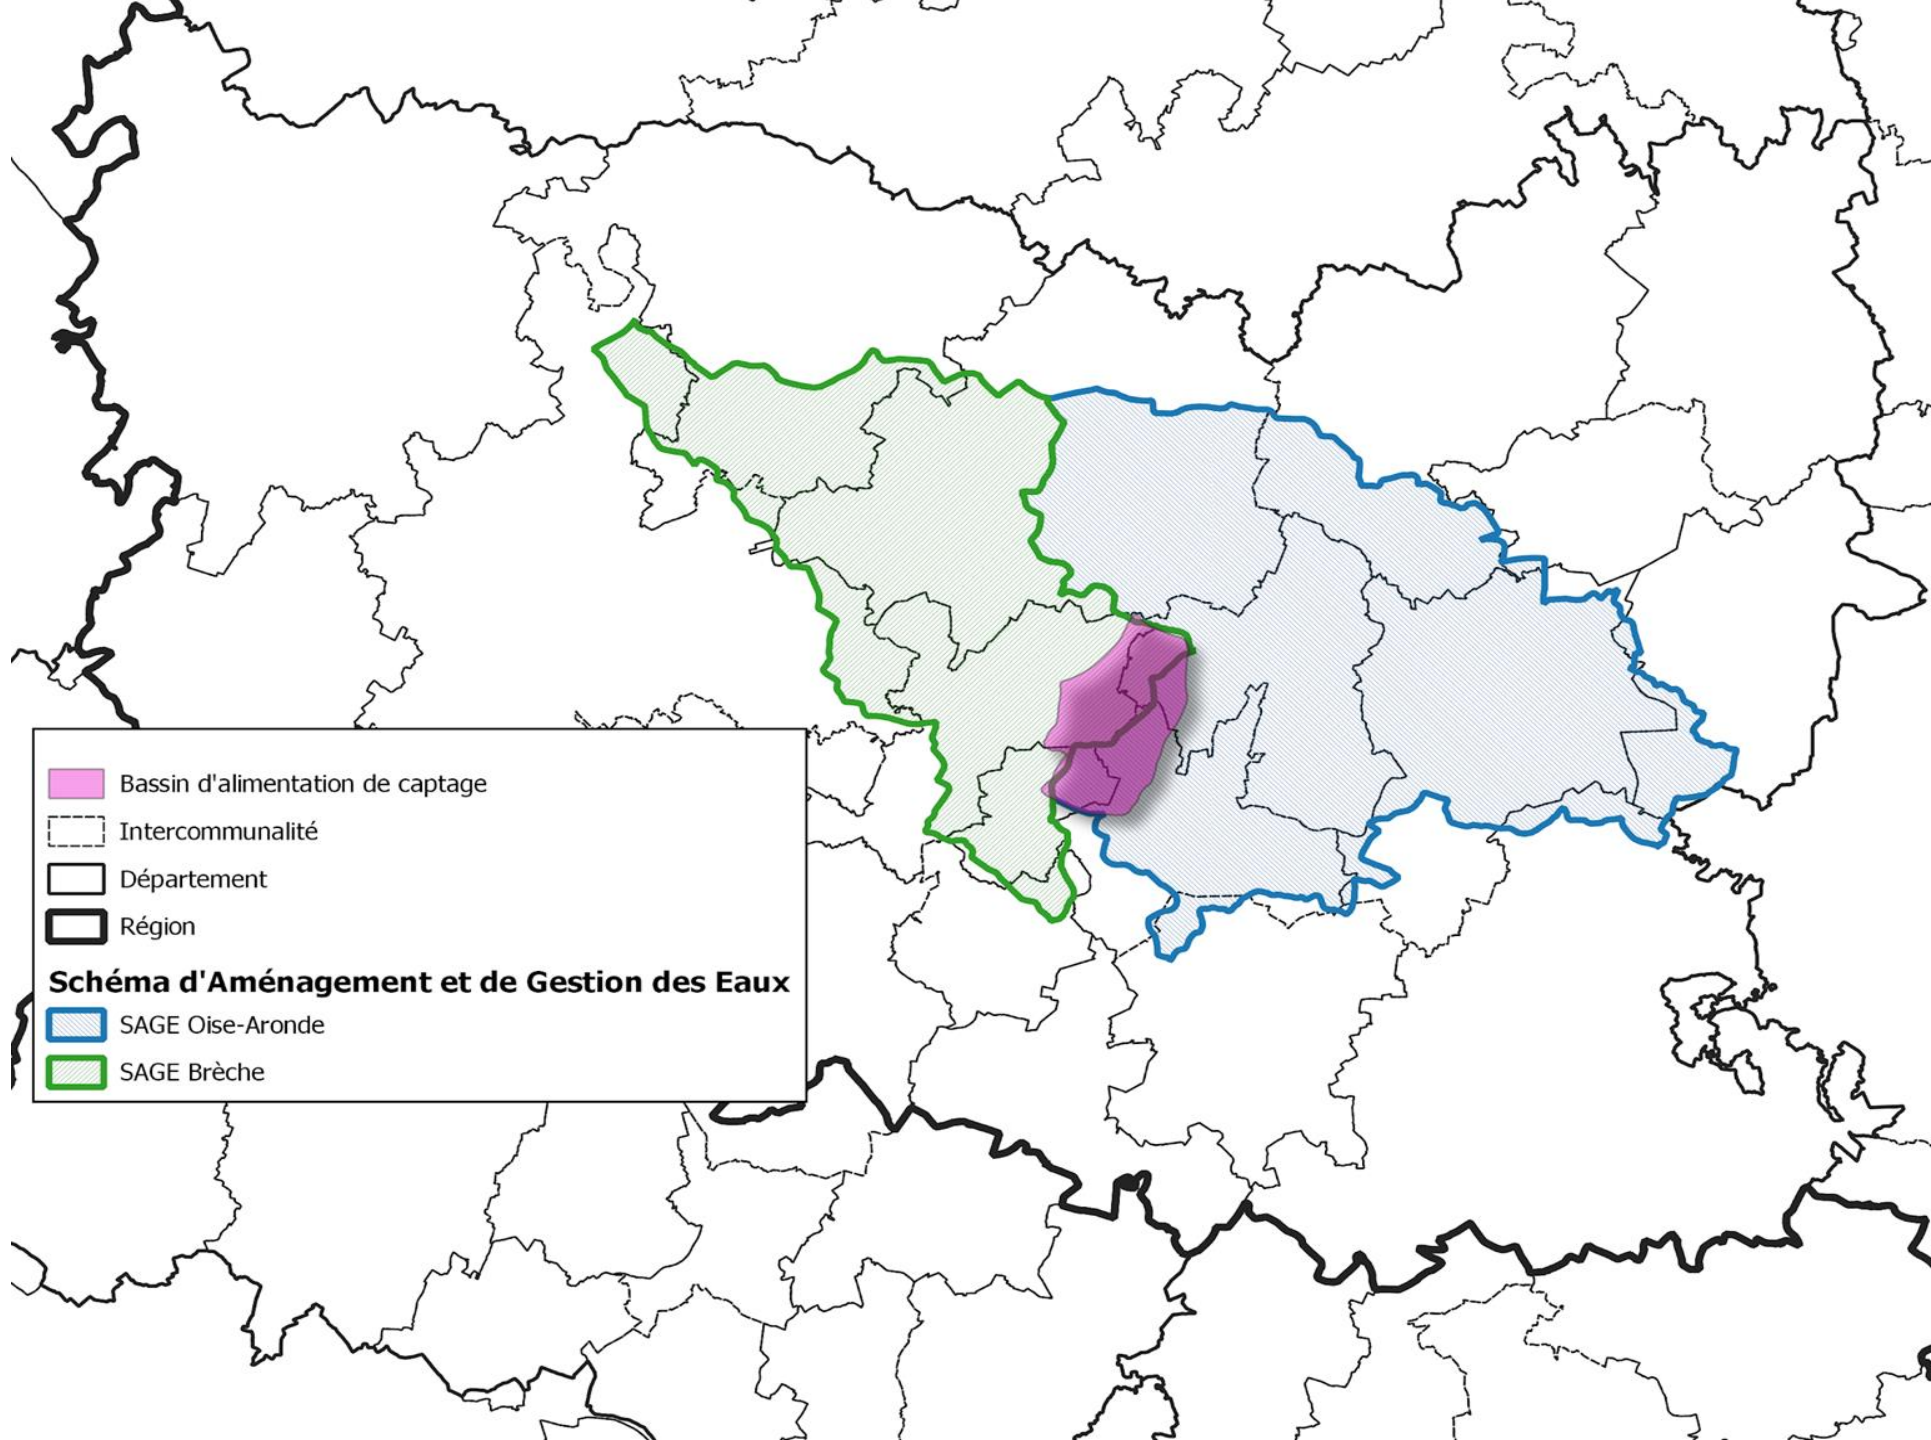 Bassin d'alimentation de captage
Intercommunalité
Département
Région
Schéma d'Aménagement et de Gestion des Eaux
SAGE Oise-Aronde
SAGE Brèche